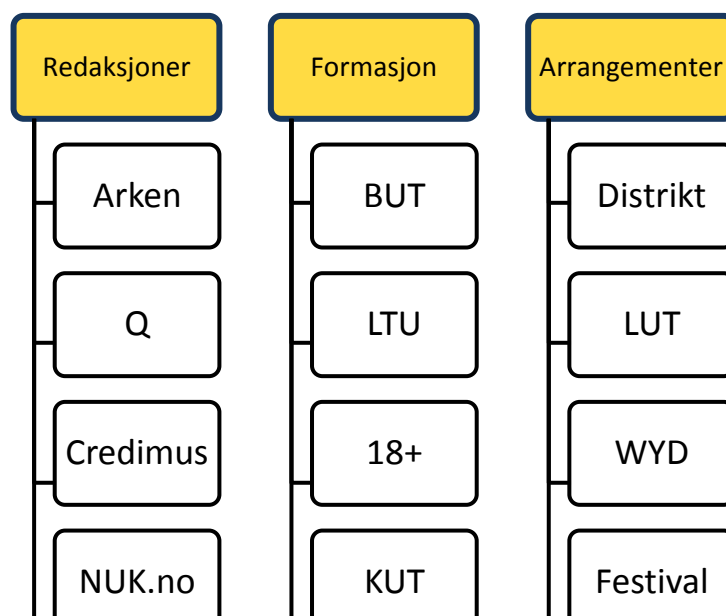 Redaksjoner
Arken
Q
Credimus
NUK.no
Formasjon
BUT
LTU
18+
KUT
Arrangementer
Distrikt
LUT
WYD
Festival